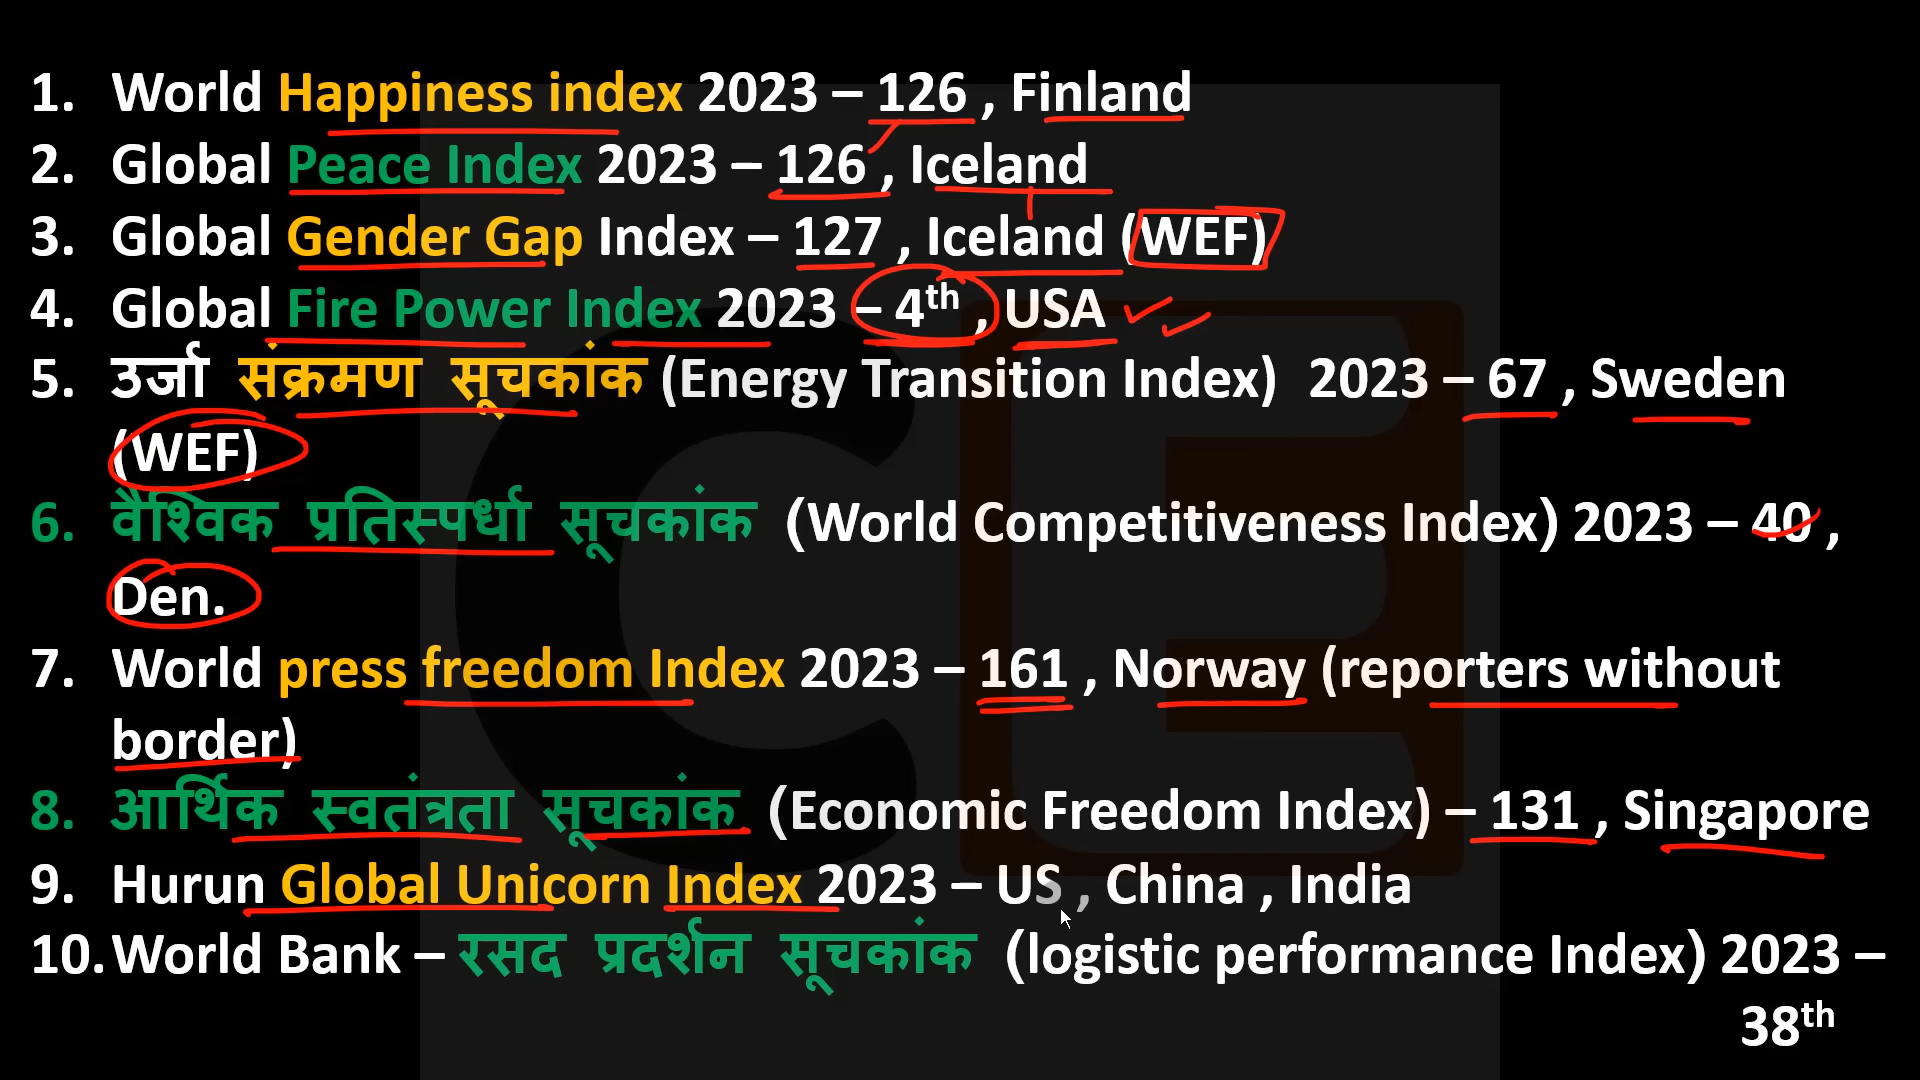 1. World Happiness index 2023 – 126 , Finland
2. Global Peace Index 2023 – 126 , Iceland
3. Global Gender Gap Index – 127 , Iceland (WEF)
4. Global Fire Power Index 2023 – 4th , USA
5. उर्जा संक्रमण सूचकांक (Energy Transition Index) 2023 – 67 , Sweden
(WEF)
6. वैश्विक प्रतिस्पर्धा सूचकांक (World Competitiveness Index) 2023 – 40 ,
Den.
7. World press freedom Index 2023 – 161 , Norway (reporters without
border)
8. आर्थिक स्वतंत्रता सूचकांक (Economic Freedom Index) – 131 , Singapore
9. Hurun Global Unicorn Index 2023 – US , China , India
10. World Bank – रसद प्रदर्शन सूचकांक (logistic performance Index) 2023 –
38th
CE